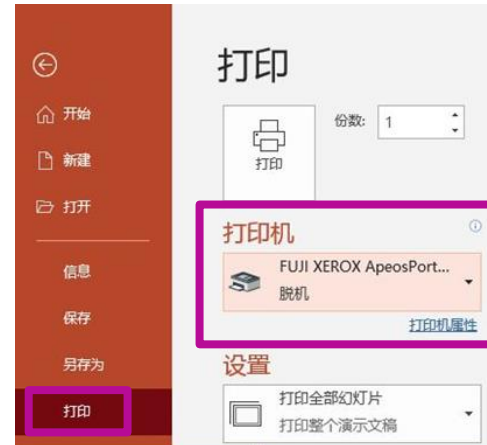 打印
开始
新建
打开
信息
保存
另存为
打印
份数: 1
打印
打印机
FUJI XEROX ApeosPort...
脱机
打印机属性
设置
打印全部幻灯片
打印整个演示文稿